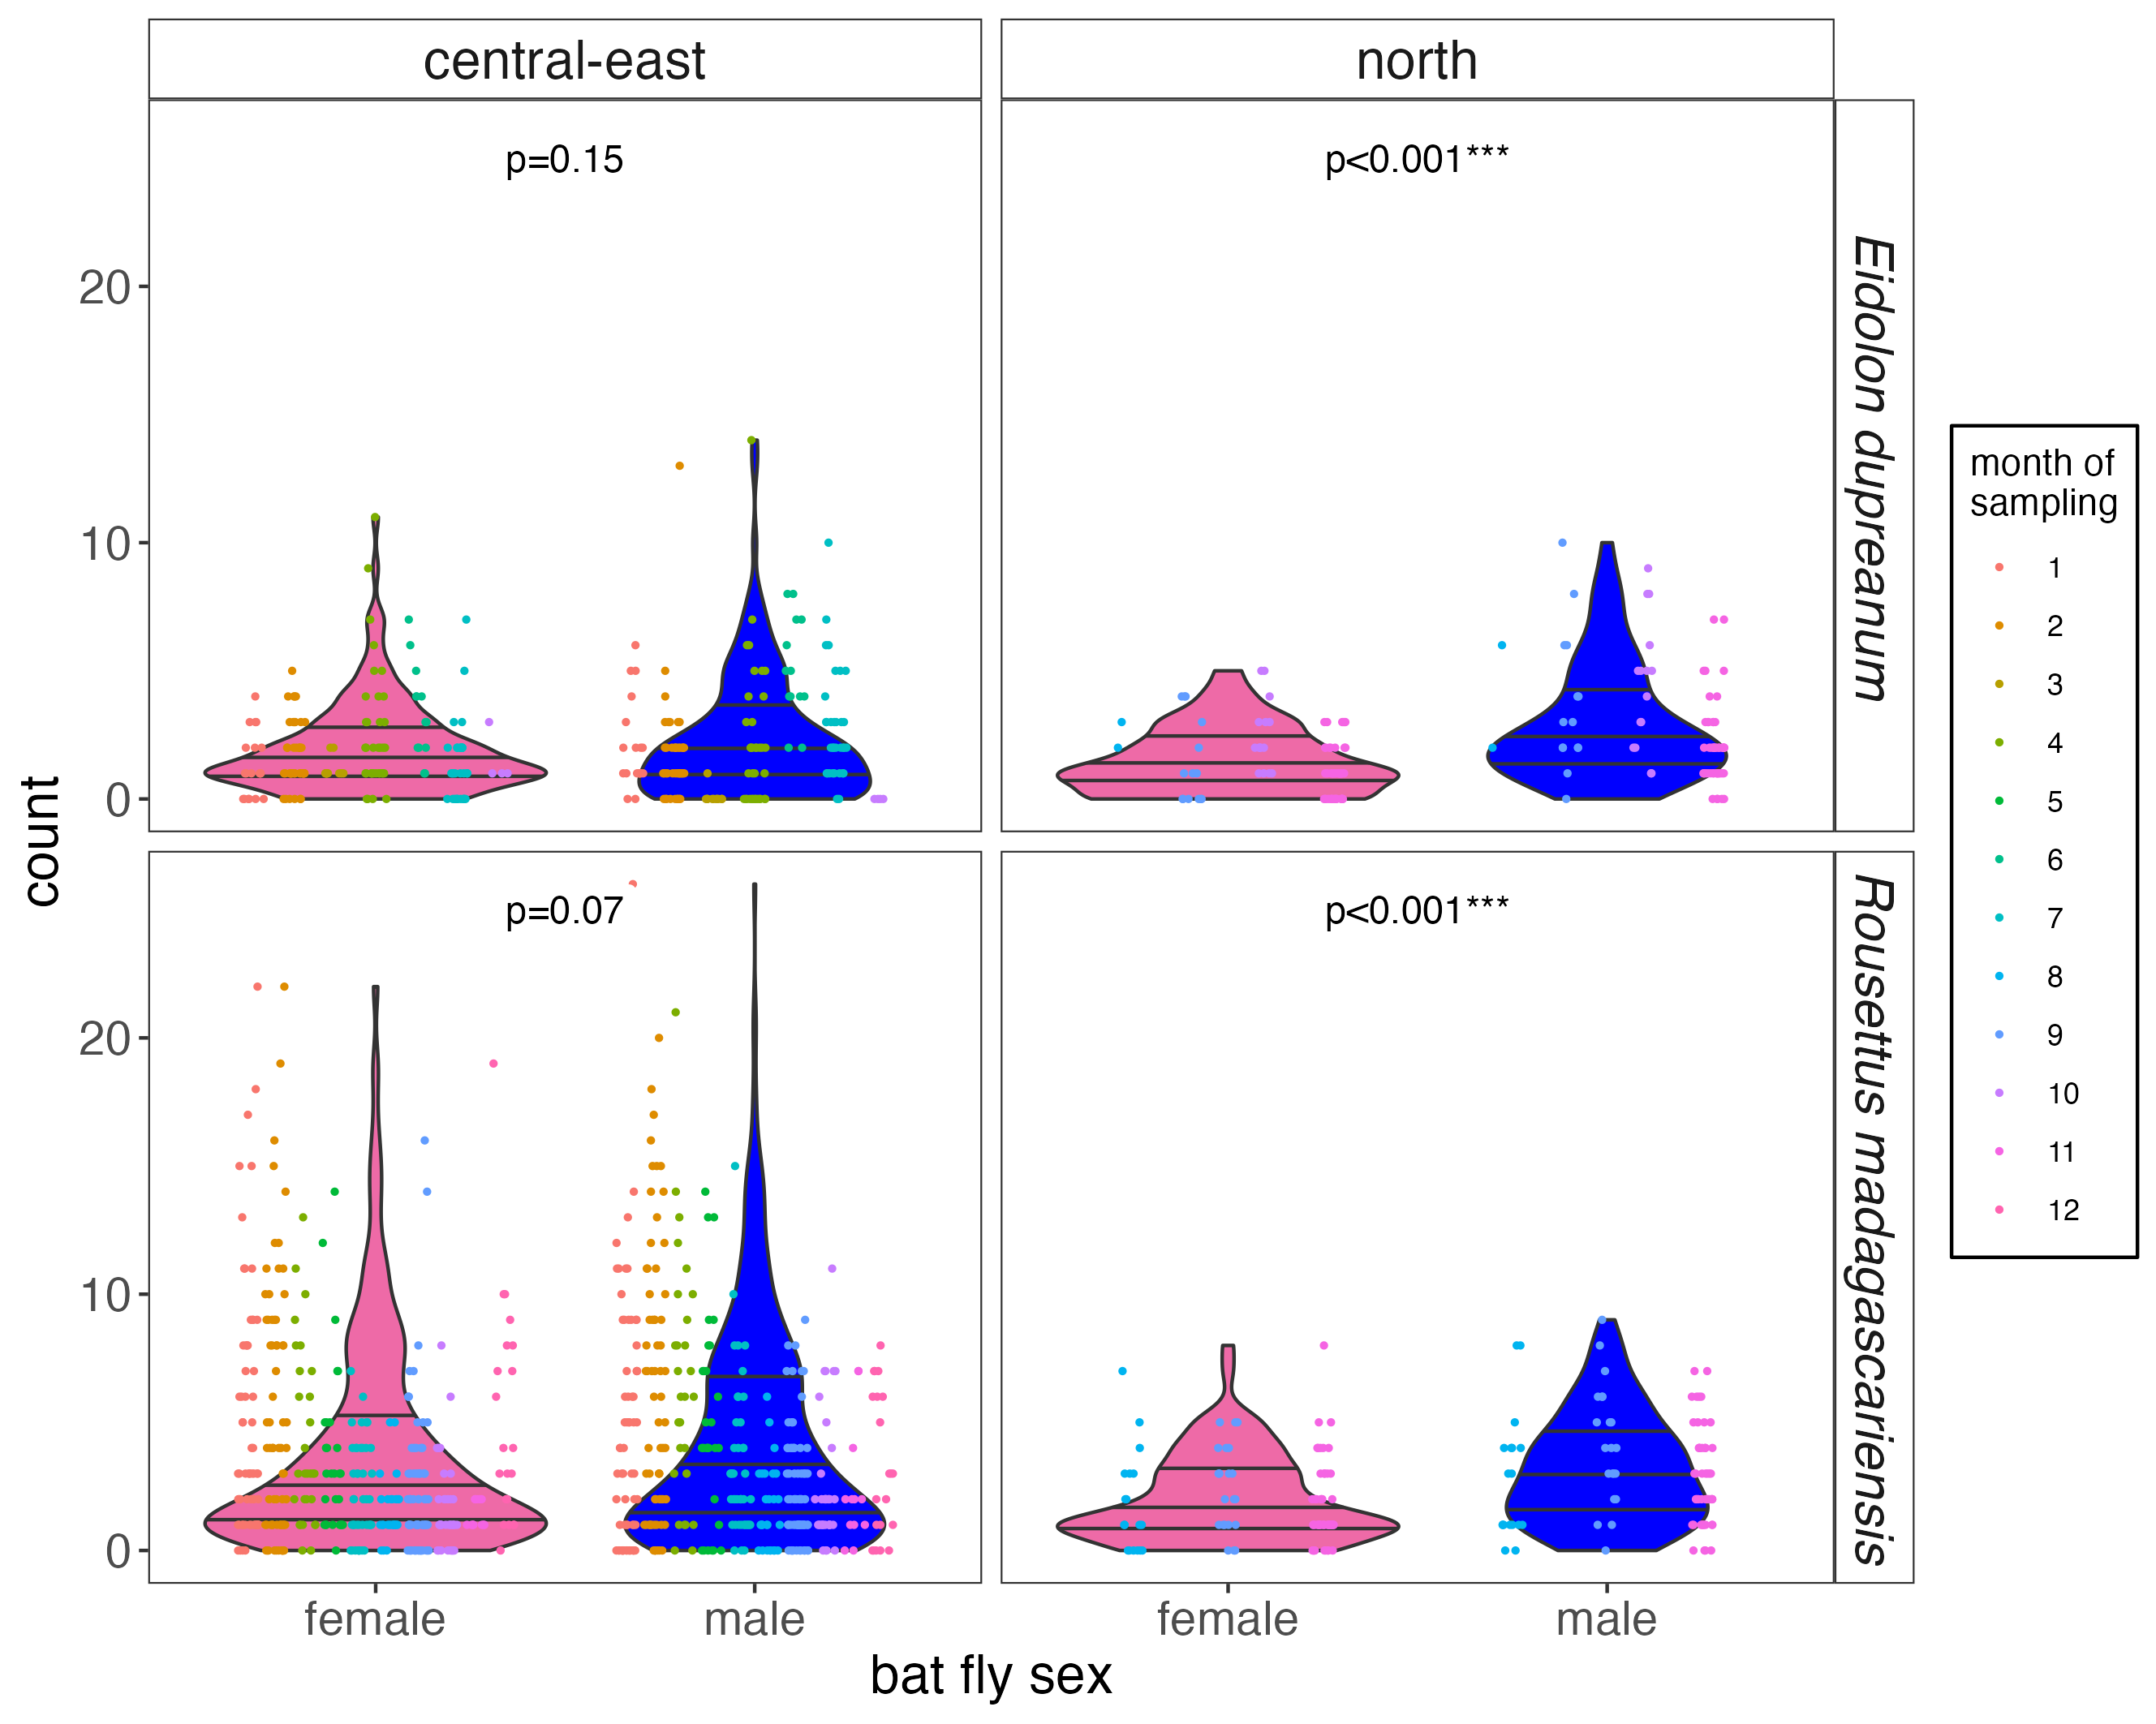 central-east
north
p=0.15
p<0.001***
20
10
0
Eidolon dupreanum
p=0.07
p<0.001***
20
10
0
Rousettus madagascariensis
count
female
male
female
male
bat fly sex
month of
sampling
1
2
3
4
5
6
7
8
9
10
11
12